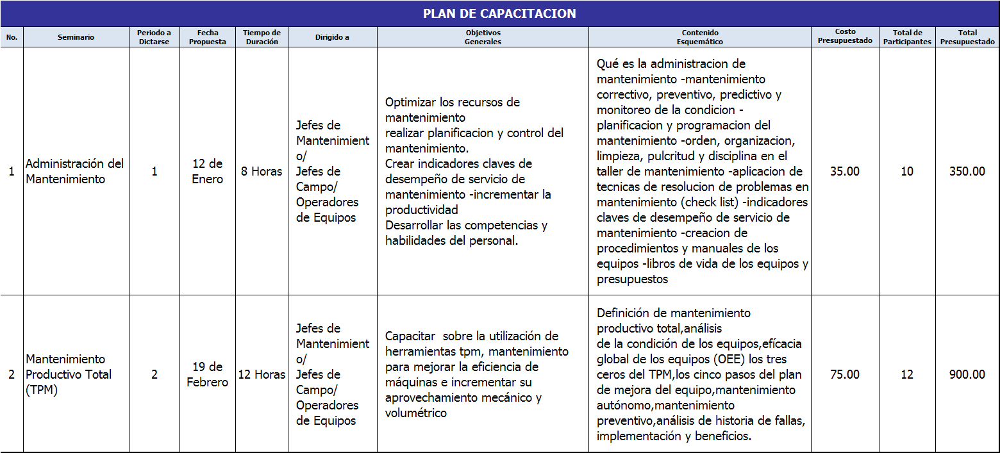 PLAN DE CAPACITACION
No.
Seminario
Periodo a
Dictarse
Fecha
Propuesta
Tiempo de
Duración
Dirigido a
Objetivos
Generales
Contenido
Esquemático
Costo
Presupuestado
Total de
Participantes
Total
Presupuestado
1
Administración del
Mantenimiento
1
12 de
Enero
8 Horas
Jefes de
Mantenimient
o/
Jefes de
Campo/
Operadores
de Equipos
Optimizar los recursos de
mantenimiento
realizar planificacion y control del
mantenimiento.
Crear indicadores claves de
desempeño de servicio de
mantenimiento -incrementar la
productividad
Desarrollar las competencias y
habilidades del personal.
Qué es la administracion de
mantenimiento -mantenimiento
correctivo, preventivo, predictivo y
monitoreo de la condicion -
planificacion y programacion del
mantenimiento -orden, organizacion,
limpieza, pulcritud y disciplina en el
taller de mantenimiento -aplicacion de
tecnicas de resolucion de problemas en
mantenimiento (check list) -indicadores
claves de desempeño de servicio de
mantenimiento -creacion de
procedimientos y manuales de los
equipos -libros de vida de los equipos y
presupuestos
35.00
10
350.00
2
Mantenimiento
Productivo Total
(TPM)
2
19 de
Febrero
12 Horas
Jefes de
Mantenimient
o/
Jefes de
Campo/
Operadores
de Equipos
Capacitar  sobre la utilización de
herramientas tpm, mantenimiento
para mejorar la eficiencia de
máquinas e incrementar su
aprovechamiento mecánico y
volumétrico
Definición de mantenimiento
productivo total,análisis
de la condición de los equipos,efícacia
global de los equipos (OEE) los tres
ceros del TPM,los cinco pasos del plan
de mejora del equipo,mantenimiento
autónomo,mantenimiento
preventivo,análisis de historia de fallas,
implementación y beneficios.
75.00
12
900.00